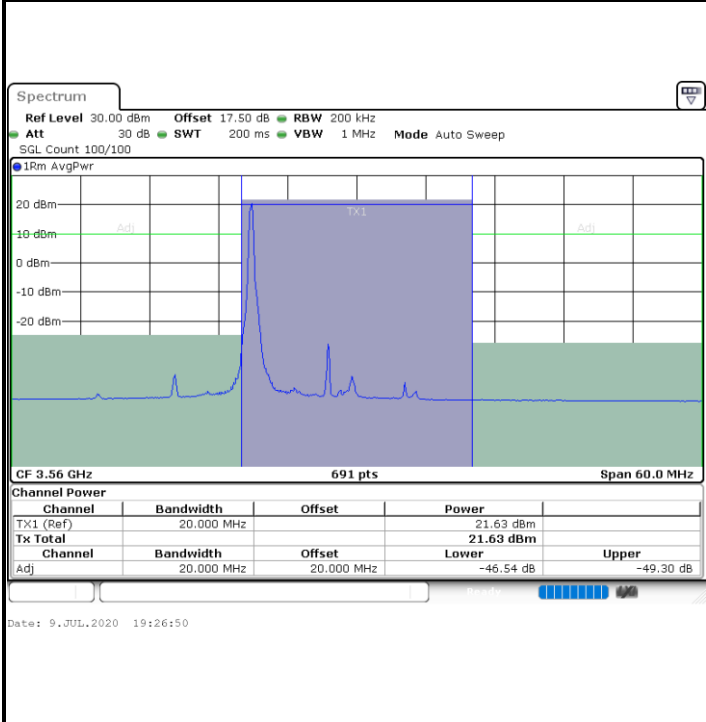 Spectrum
Ref Level 30.00 dBm Offset 17.50 dB RBW 200 kHz
Att 30 dB SWT 200 ms VBW 1 MHz Mode Auto Sweep
SGL Count 100/100
1Rm AvgPwr
20 dBm
TX1
Adj
Adj
10 dBm
0 dBm
-10 dBm
-20 dBm
CF 3.56 GHz 691 pts Span 60.0 MHz
Channel Power
Channel Bandwidth Offset Power
TX1 (Ref) 20.000 MHz 21.63 dBm
Tx Total 21.63 dBm
Channel Bandwidth Offset Lower Upper
Adj 20.000 MHz 20.000 MHz -46.54 dB -49.30 dB
Ready
Date: 9.JUL.2020 19:26:50